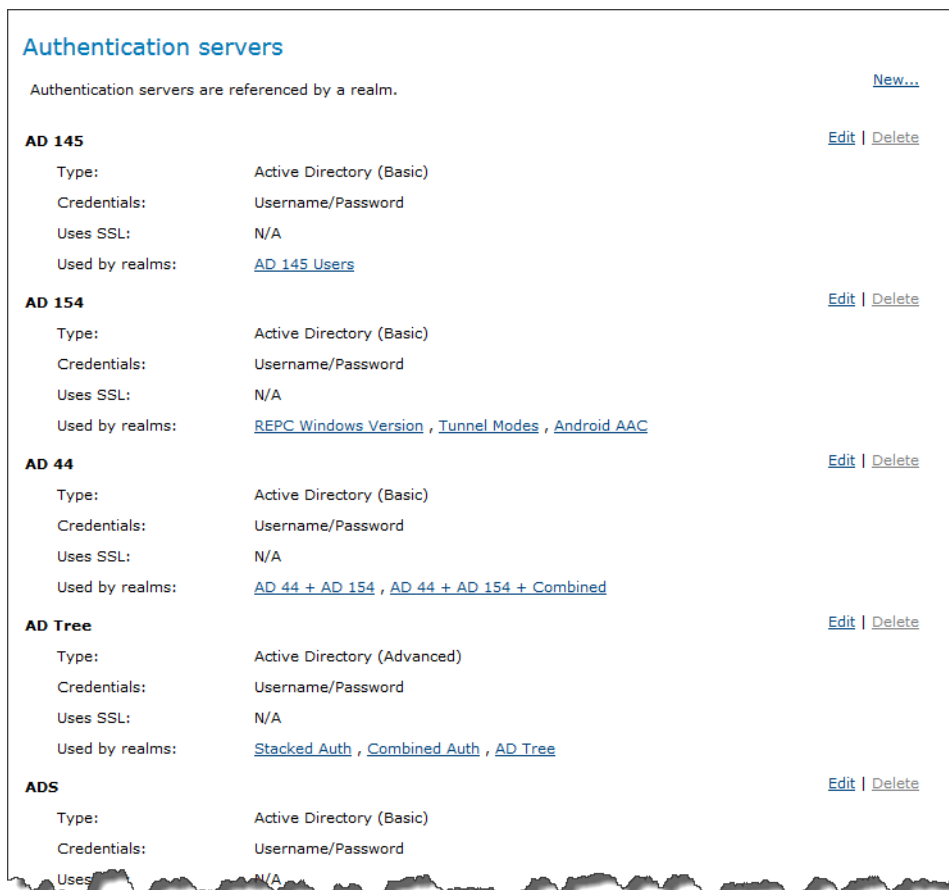 Authentication servers
New...
Authentication servers are referenced by a realm.
AD 145 Edit | Delete
Type: Active Directory (Basic)
Credentials: Username/Password
Uses SSL: N/A
Used by realms: AD 145 Users
AD 154 Edit | Delete
Type: Active Directory (Basic)
Credentials: Username/Password
Uses SSL: N/A
Used by realms: REPC Windows Version , Tunnel Modes , Android AAC
AD 44 Edit | Delete
Type: Active Directory (Basic)
Credentials: Username/Password
Uses SSL: N/A
Used by realms: AD 44 + AD 154 , AD 44 + AD 154 + Combined
AD Tree Edit | Delete
Type: Active Directory (Advanced)
Credentials: Username/Password
Uses SSL: N/A
Used by realms: Stacked Auth , Combined Auth , AD Tree
ADS Edit | Delete
Type: Active Directory (Basic)
Credentials: Username/Password
Uses N/A